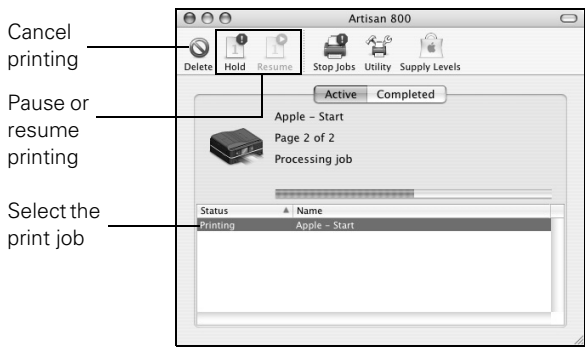 Artisan 800
Cancel
printing
Delete Hold Resume Stop Jobs Utility Supply Levels
Active Completed
Pause or
resume
printing
Apple – Start
Page 2 of 2
Processing job
Select the
print job
Status Name
Printing Apple – Start